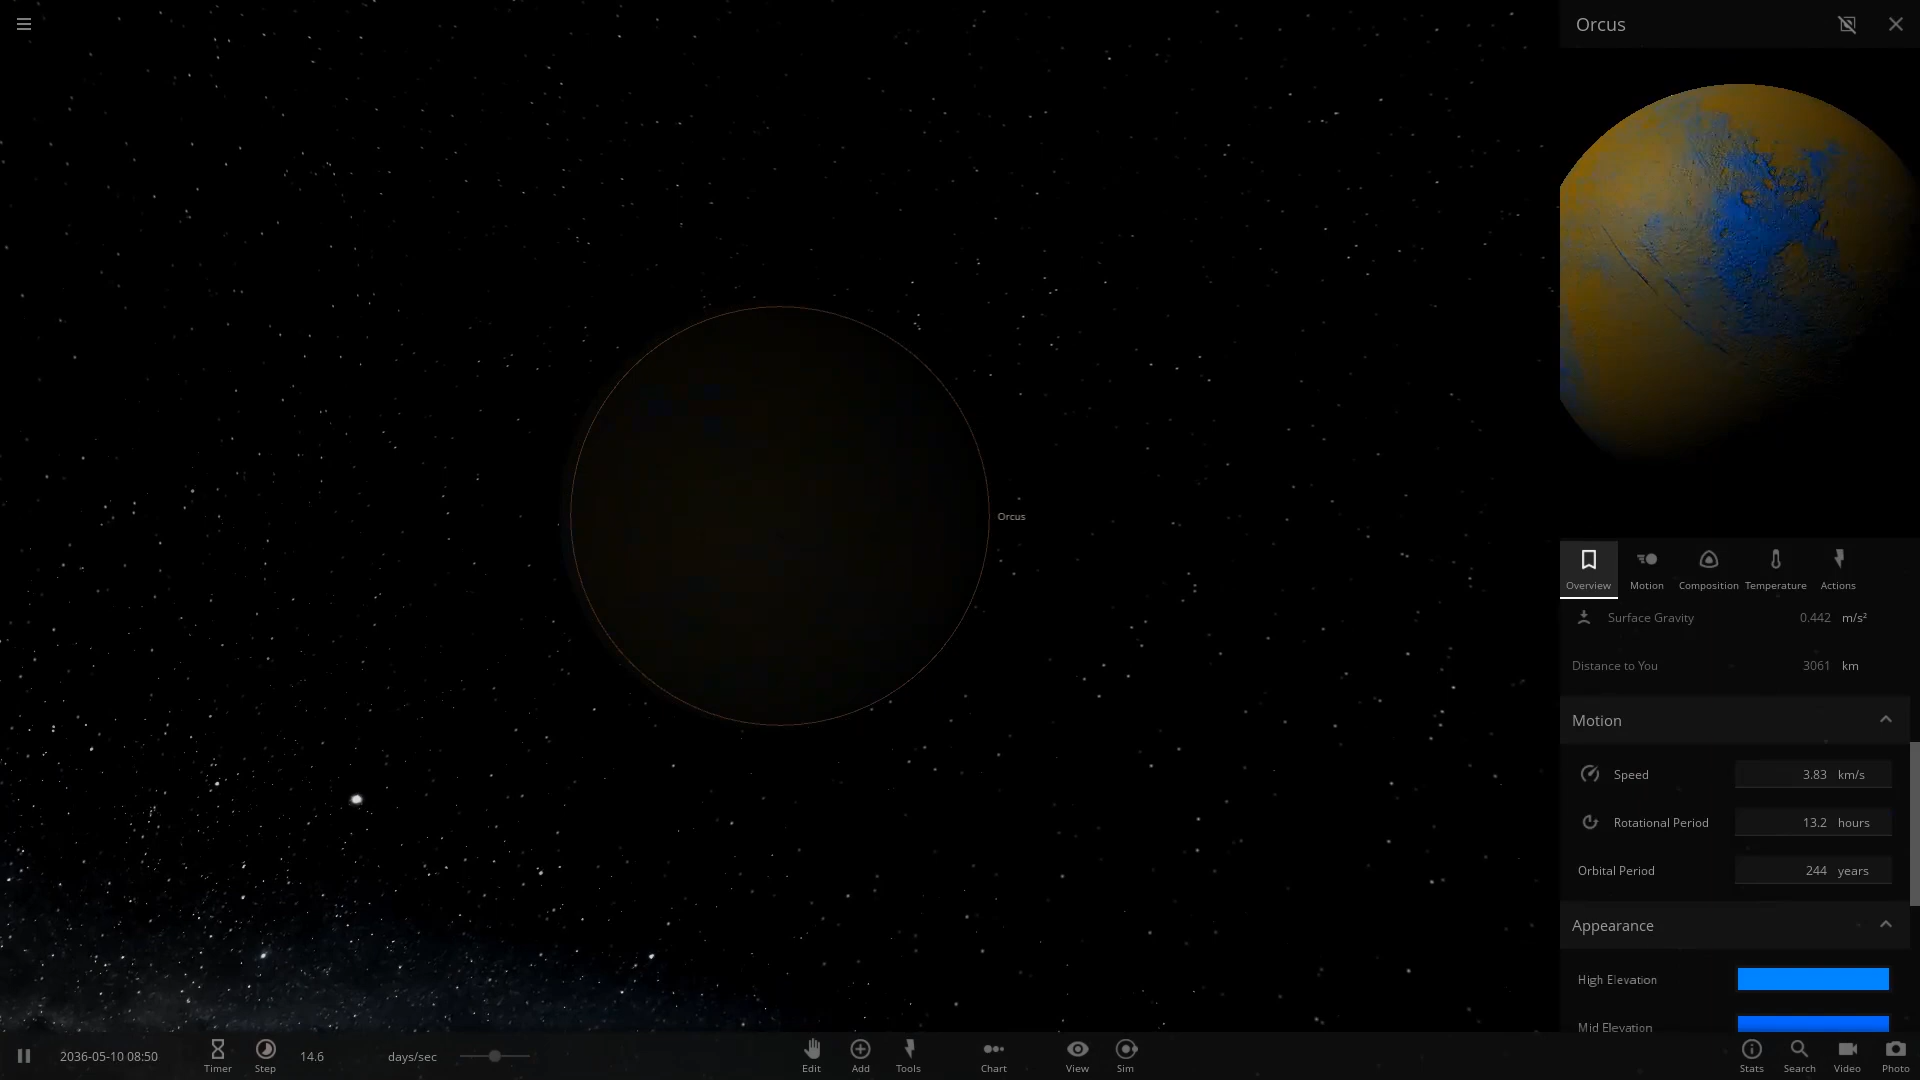 Orcus
Orcus
Overview
Motion
Composition
Temperature
Actions
Surface Gravity 0.442 m/s²
Distance to You 3061 km
Motion
Speed 3.83 km/s
Rotational Period 13.2 hours
Orbital Period 244 years
Appearance
High Elevation
Mid Elevation
2036-05-10 08:50
Timer
Step
14.6 days/sec
Edit
Add
Tools
Chart
View
Sim
Stats
Search
Video
Photo